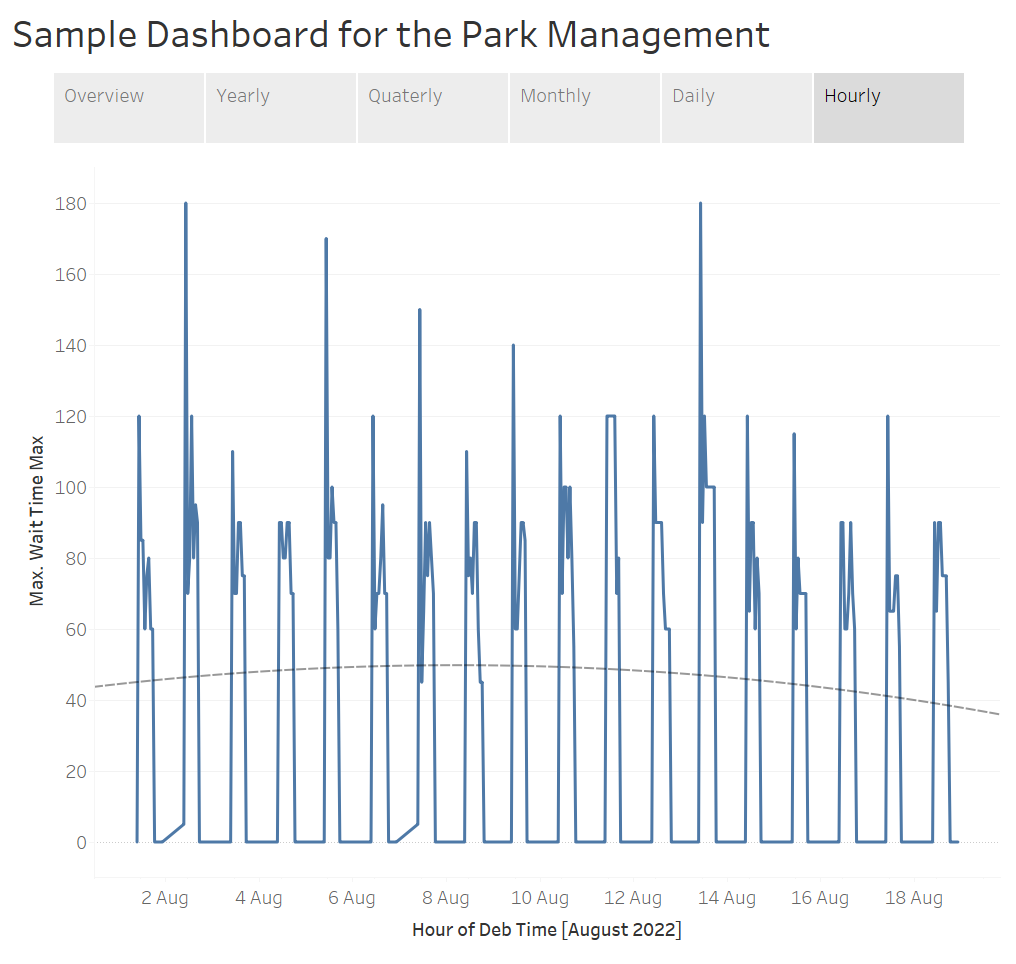 Sample Dashboard for the Park Management
Overview Yearly Quaterly Monthly Daily Hourly
180
160
140
120
100
80
60
40
20
0
Max. Wait Time Max
2 Aug 4 Aug 6 Aug 8 Aug 10 Aug 12 Aug 14 Aug 16 Aug 18 Aug
Hour of Deb Time [August 2022]